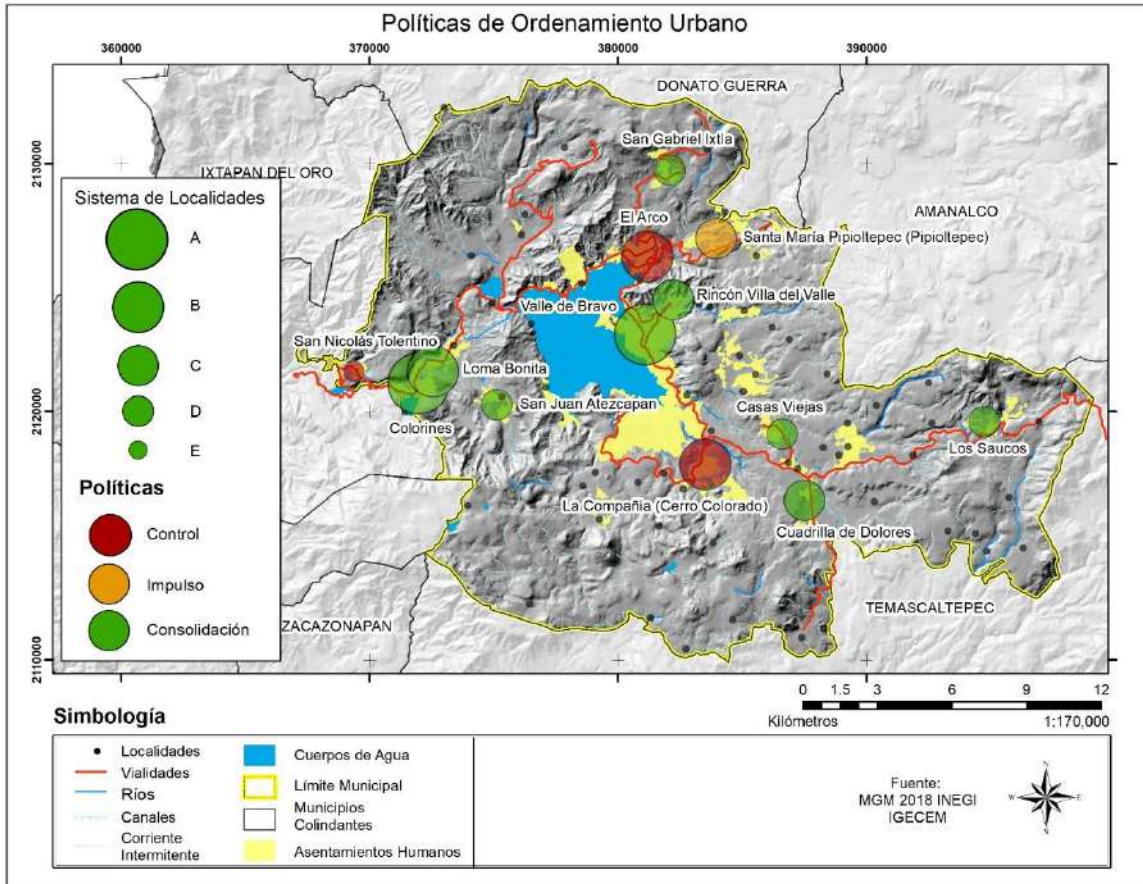 Políticas de Ordenamiento Urbano
360000
370000
380000
390000
2130000
2120000
2110000
DONATO GUERRA
IXTAPAN DEL ORO
AMANALCO
TEMASCALTEPEC
ZACAZONAPAN
San Gabriel Ixtla
El Arco
Santa María Pipioltepec (Pipioltepec)
Rincón Villa del Valle
Valle de Bravo
San Nicolás Tolentino
Loma Bonita
San Juan Atezcapan
Colorines
Casas Viejas
Los Saucos
La Compañía (Cerro Colorado)
Cuadrilla de Dolores
Sistema de Localidades
A
B
C
D
E
Políticas
Control
Impulso
Consolidación
0 1.5 3 6 9 12
Kilómetros
1:170,000
Simbología
Localidades
Vialidades
Ríos
Canales
Corriente
Intermitente
Cuerpos de Agua
Límite Municipal
Municipios
Colindantes
Asentamientos Humanos
Fuente:
MGM 2018 INEGI
IGECEM
N
W
E